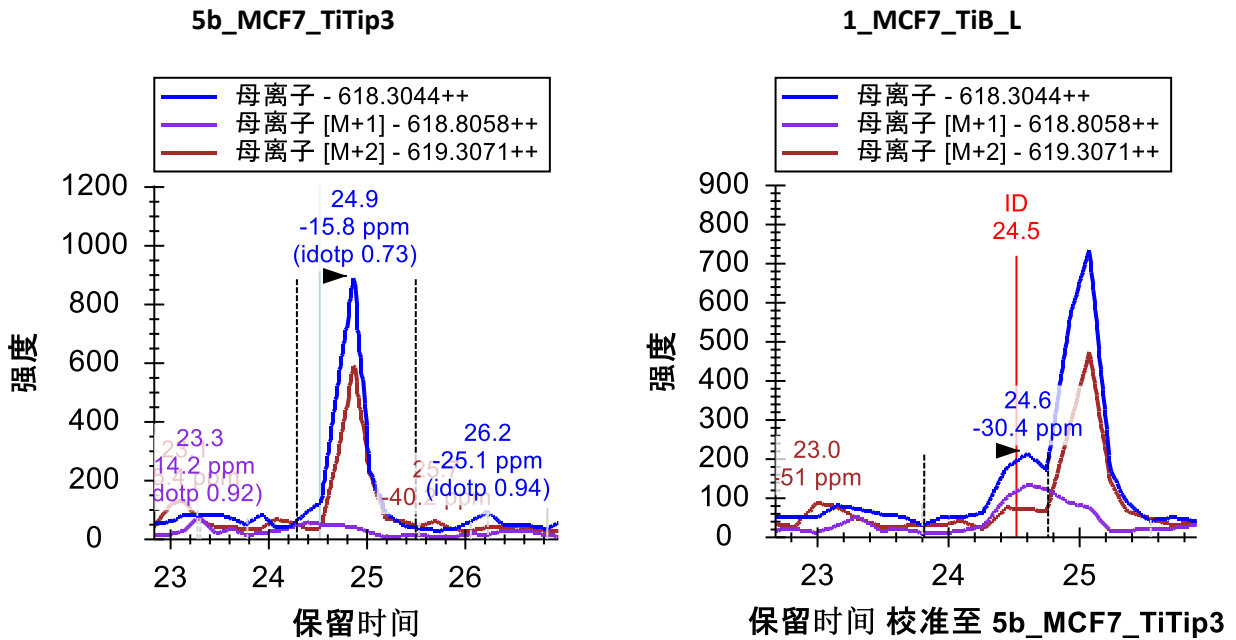 5b_MCF7_TiTip3
母离子 - 618.3044++
母离子 [M+1] - 618.8058++
母离子 [M+2] - 619.3071++
1200
1000
800
600
400
200
0
强度
24.9
-15.8 ppm
(idotp 0.73)
23.3
14.2 ppm
dotp 0.92)
26.2
-25.1 ppm
(idotp 0.94)
23
24
25
26
保留时间
1_MCF7_TiB_L
母离子 - 618.3044++
母离子 [M+1] - 618.8058++
母离子 [M+2] - 619.3071++
900
800
700
600
500
400
300
200
100
0
强度
ID
24.5
24.6
-30.4 ppm
23.0
-51 ppm
23
24
25
保留时间 校准至 5b_MCF7_TiTip3